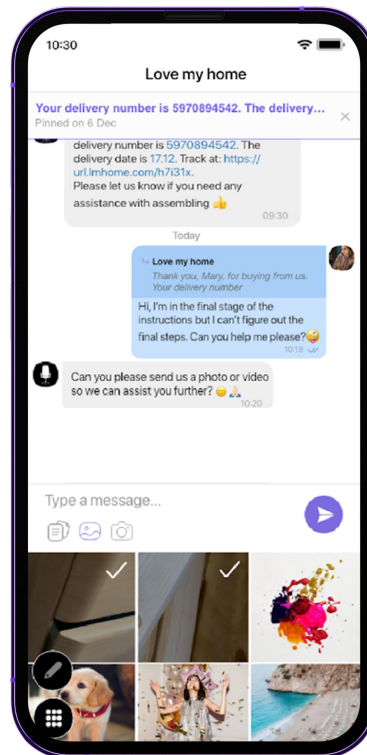 10:30
Love my home
Your delivery number is 5970894542. The delivery...
Pinned on 6 Dec
delivery number is 5970894542. The
delivery date is 17.12. Track at: https://
url.lmhome.com/h7i31x.
Please let us know if you need any
assistance with assembling 👍
09:30
Today
Love my home
Thank you, Mary, for buying from us.
Your delivery number
Hi, I'm in the final stage of the
instructions but I can't figure out the
final steps. Can you help me please?🤪
10:18
Can you please send us a photo or video
so we can assist you further? 🙂🙏🏻
10:20
Type a message...